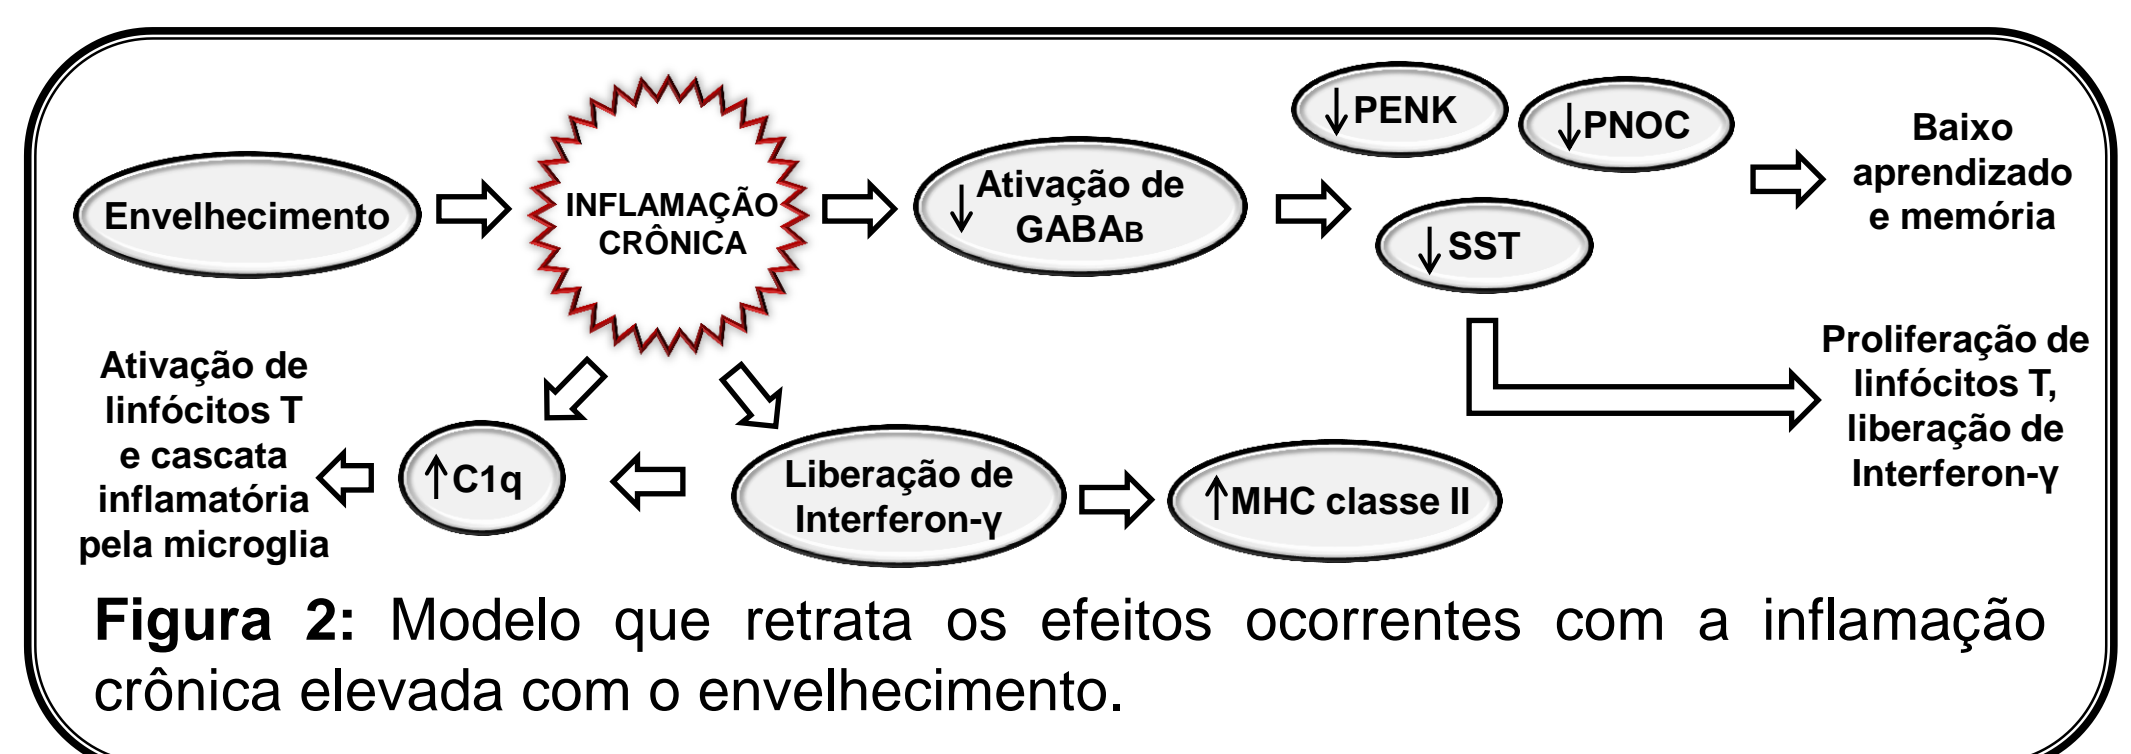 Envelhecimento
INFLAMAÇÃO
CRÔNICA
↓ Ativação de
GABAB
↓PENK
↓PNOC
↓SST
Baixo
aprendizado
e memória
Proliferação de
linfócitos T,
liberação de
Interferon-γ
Ativação de
linfócitos T
e cascata
inflamatória
pela microglia
↑C1q
Liberação de
Interferon-γ
↑MHC classe II
Figura 2: Modelo que retrata os efeitos ocorrentes com a inflamação
crônica elevada com o envelhecimento.